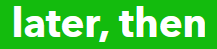 later, then